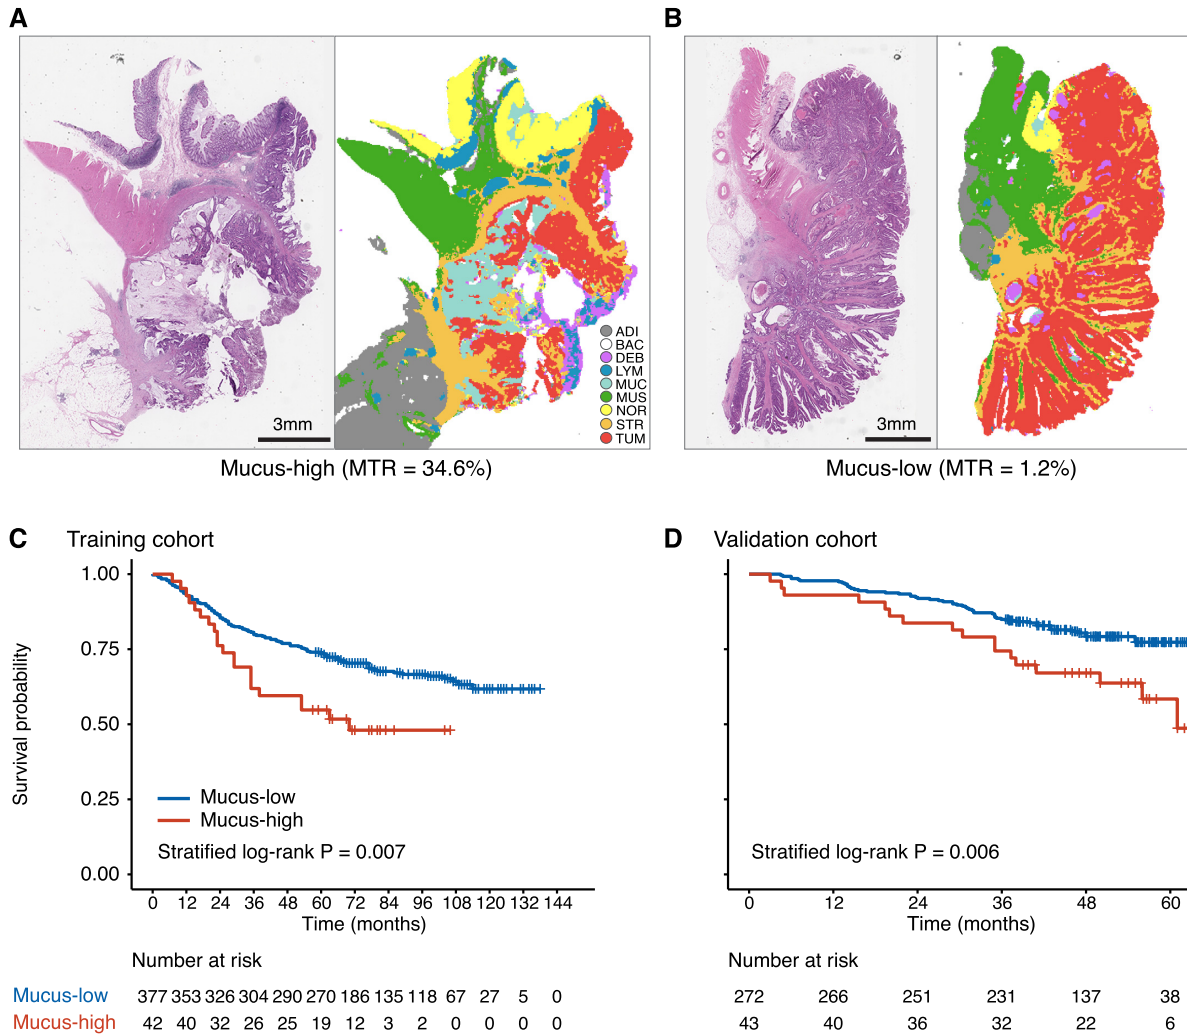 A
B
ADI
BAC
DEB
LYM
MUC
MUS
NOR
STR
TUM
3mm
3mm
Mucus-high (MTR = 34.6%)
Mucus-low (MTR = 1.2%)
C
Training cohort
Survival probability
1.00
0.75
0.50
0.25
0.00
Mucus-low
Mucus-high
Stratified log-rank P = 0.007
0 12 24 36 48 60 72 84 96 108 120 132 144
Time (months)
Number at risk
Mucus-low 377 353 326 304 290 270 186 135 118 67 27 5 0
Mucus-high 42 40 32 26 25 19 12 3 2 0 0 0 0
D
Validation cohort
Stratified log-rank P = 0.006
0 12 24 36 48 60
Time (months)
Number at risk
272 266 251 231 137 38
43 40 36 32 22 6